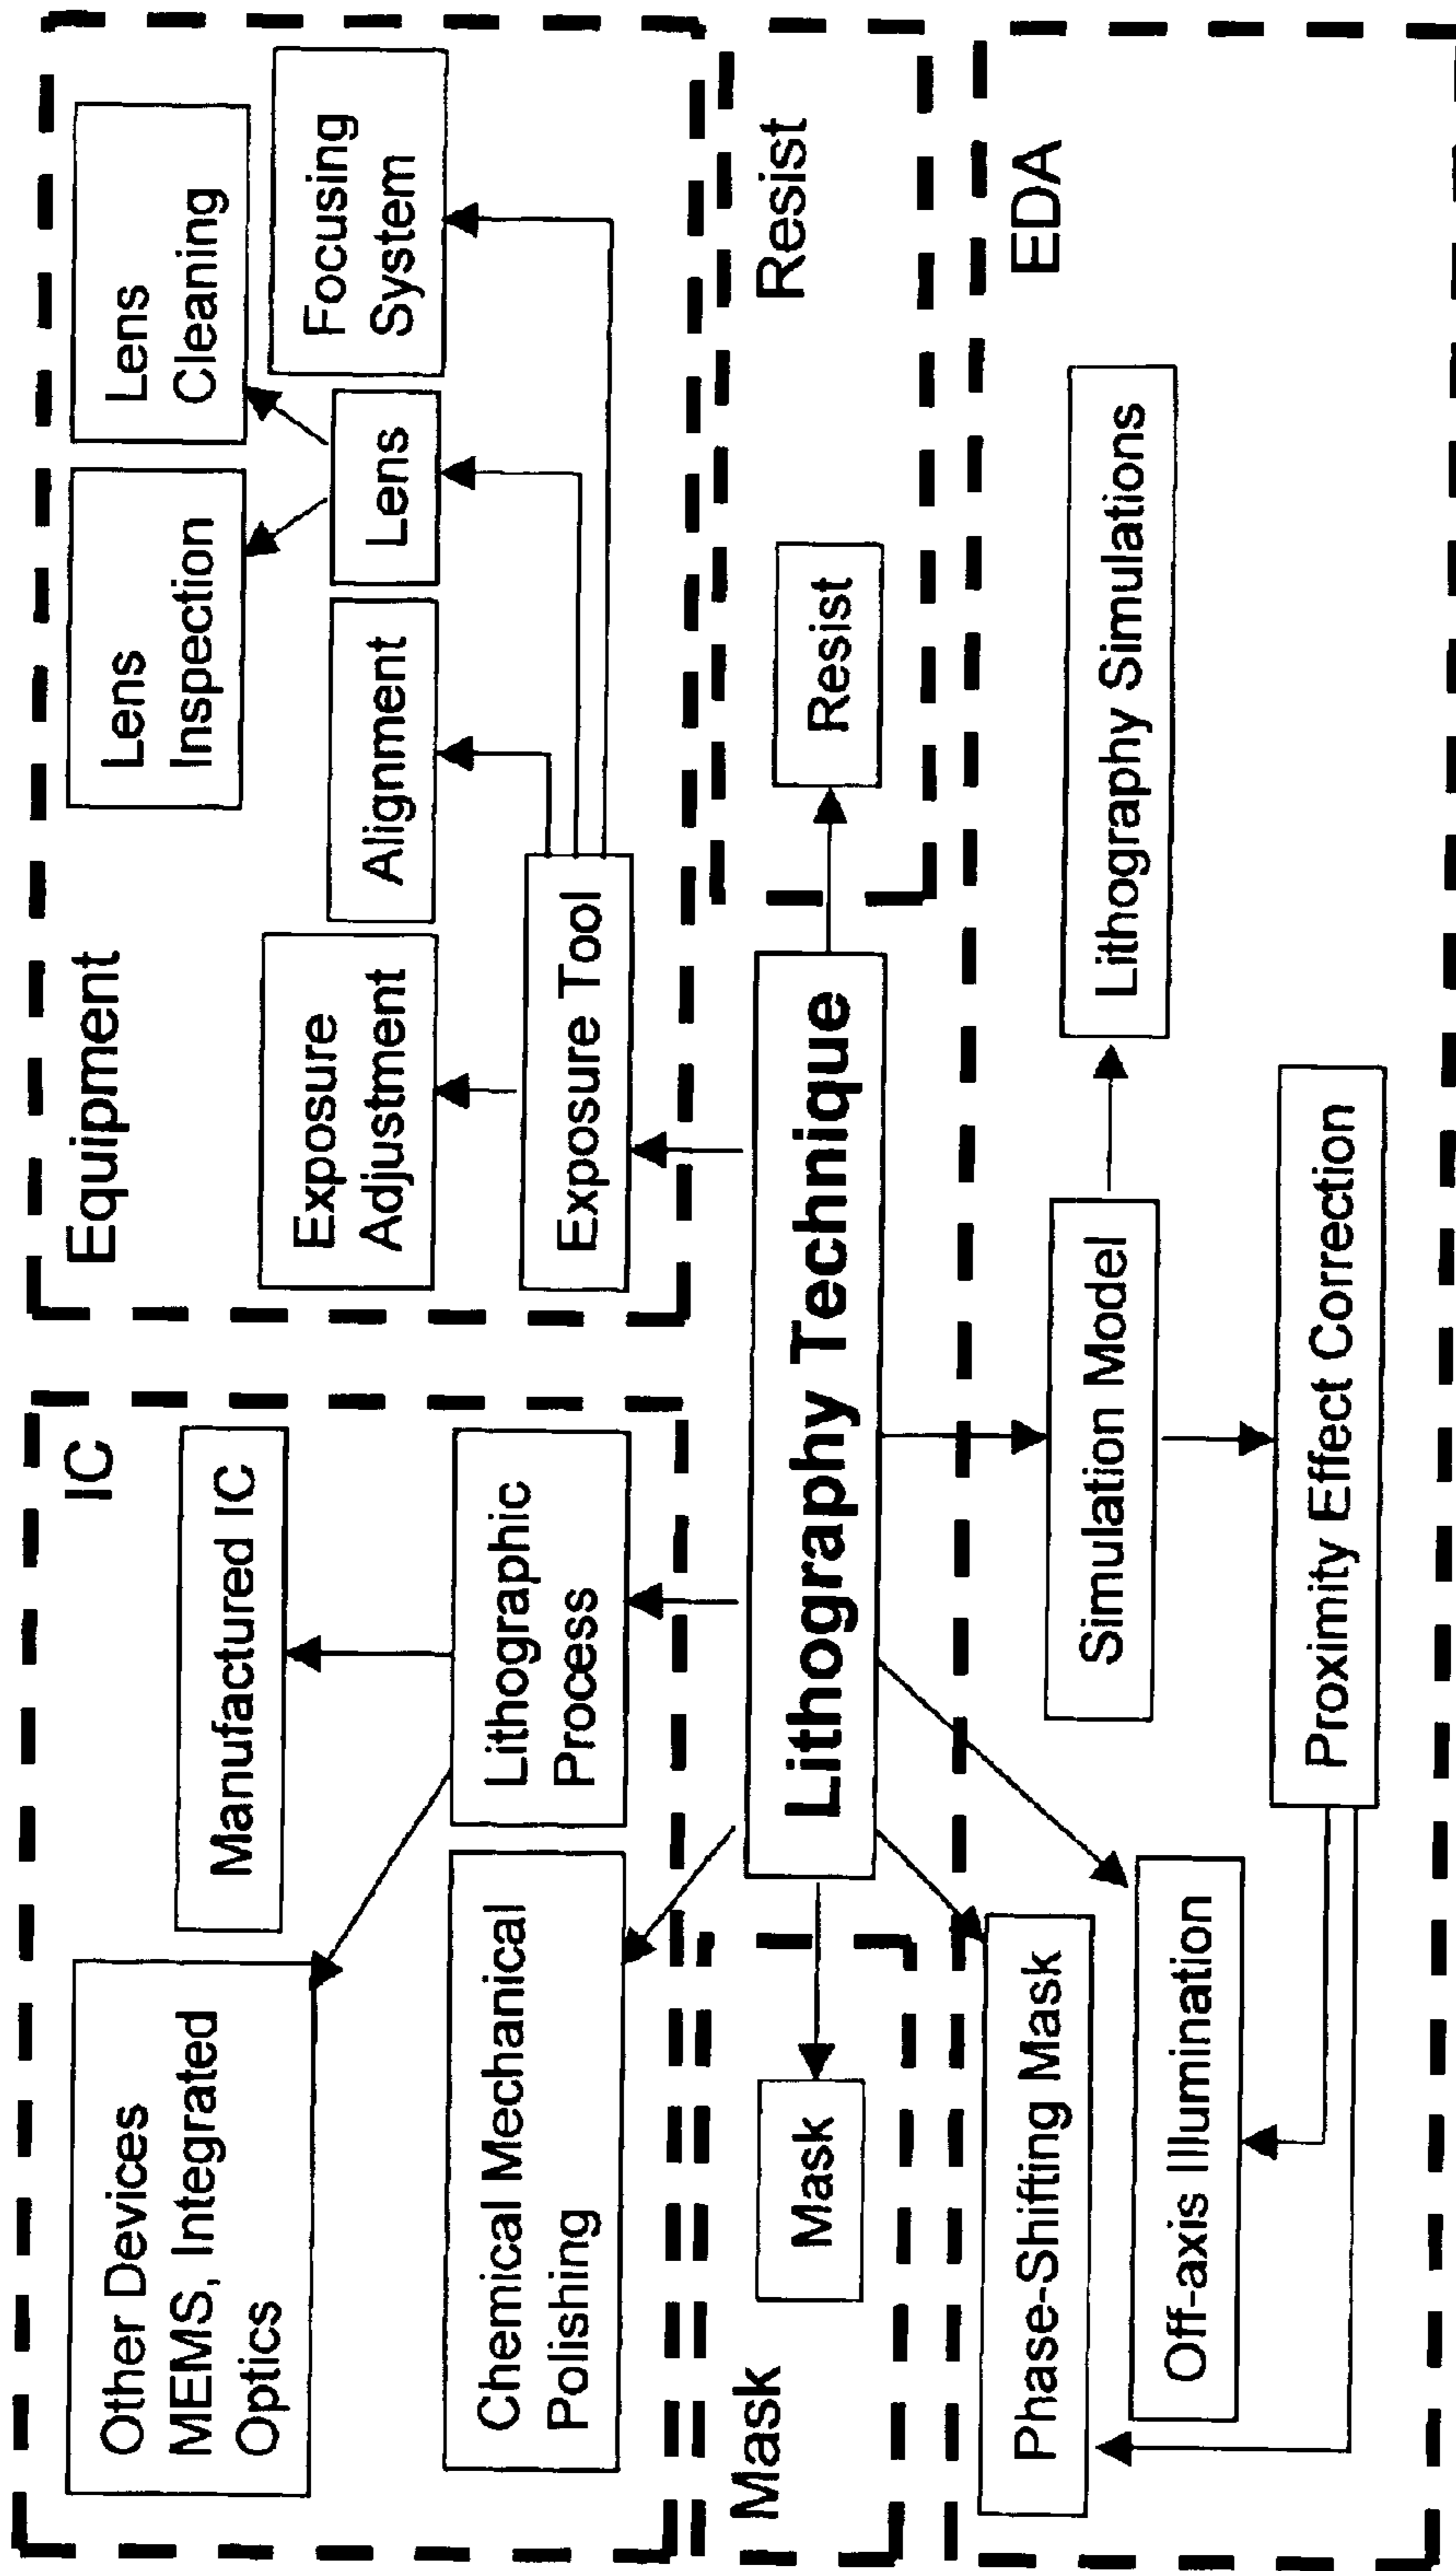 IC
Other Devices
MEMS, Integrated
Optics
Manufactured IC
Chemical Mechanical
Polishing
Lithographic
Process
Equipment
Lens
Inspection
Lens
Cleaning
Exposure
Adjustment
Alignment
Lens
Focusing
System
Exposure Tool
Mask
Mask
Lithography Technique
Resist
Resist
EDA
Phase-Shifting Mask
Off-axis Illumination
Simulation Model
Lithography Simulations
Proximity Effect Correction